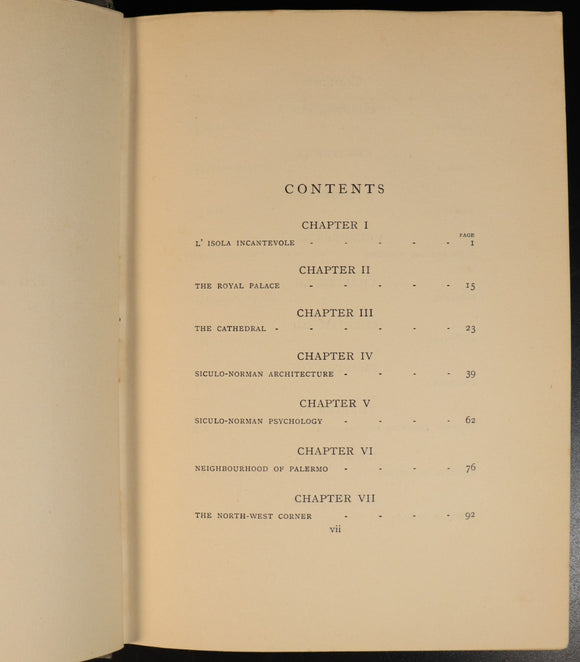 CONTENTS
CHAPTER I
PAGE
L' ISOLA INCANTEVOLE - - - - - 1
CHAPTER II
THE ROYAL PALACE - - - - - 15
CHAPTER III
THE CATHEDRAL - - - - - - 23
CHAPTER IV
SICULO-NORMAN ARCHITECTURE - - - - 39
CHAPTER V
SICULO-NORMAN PSYCHOLOGY - - - - 62
CHAPTER VI
NEIGHBOURHOOD OF PALERMO - - - - 76
CHAPTER VII
THE NORTH-WEST CORNER - - - - 92
vii